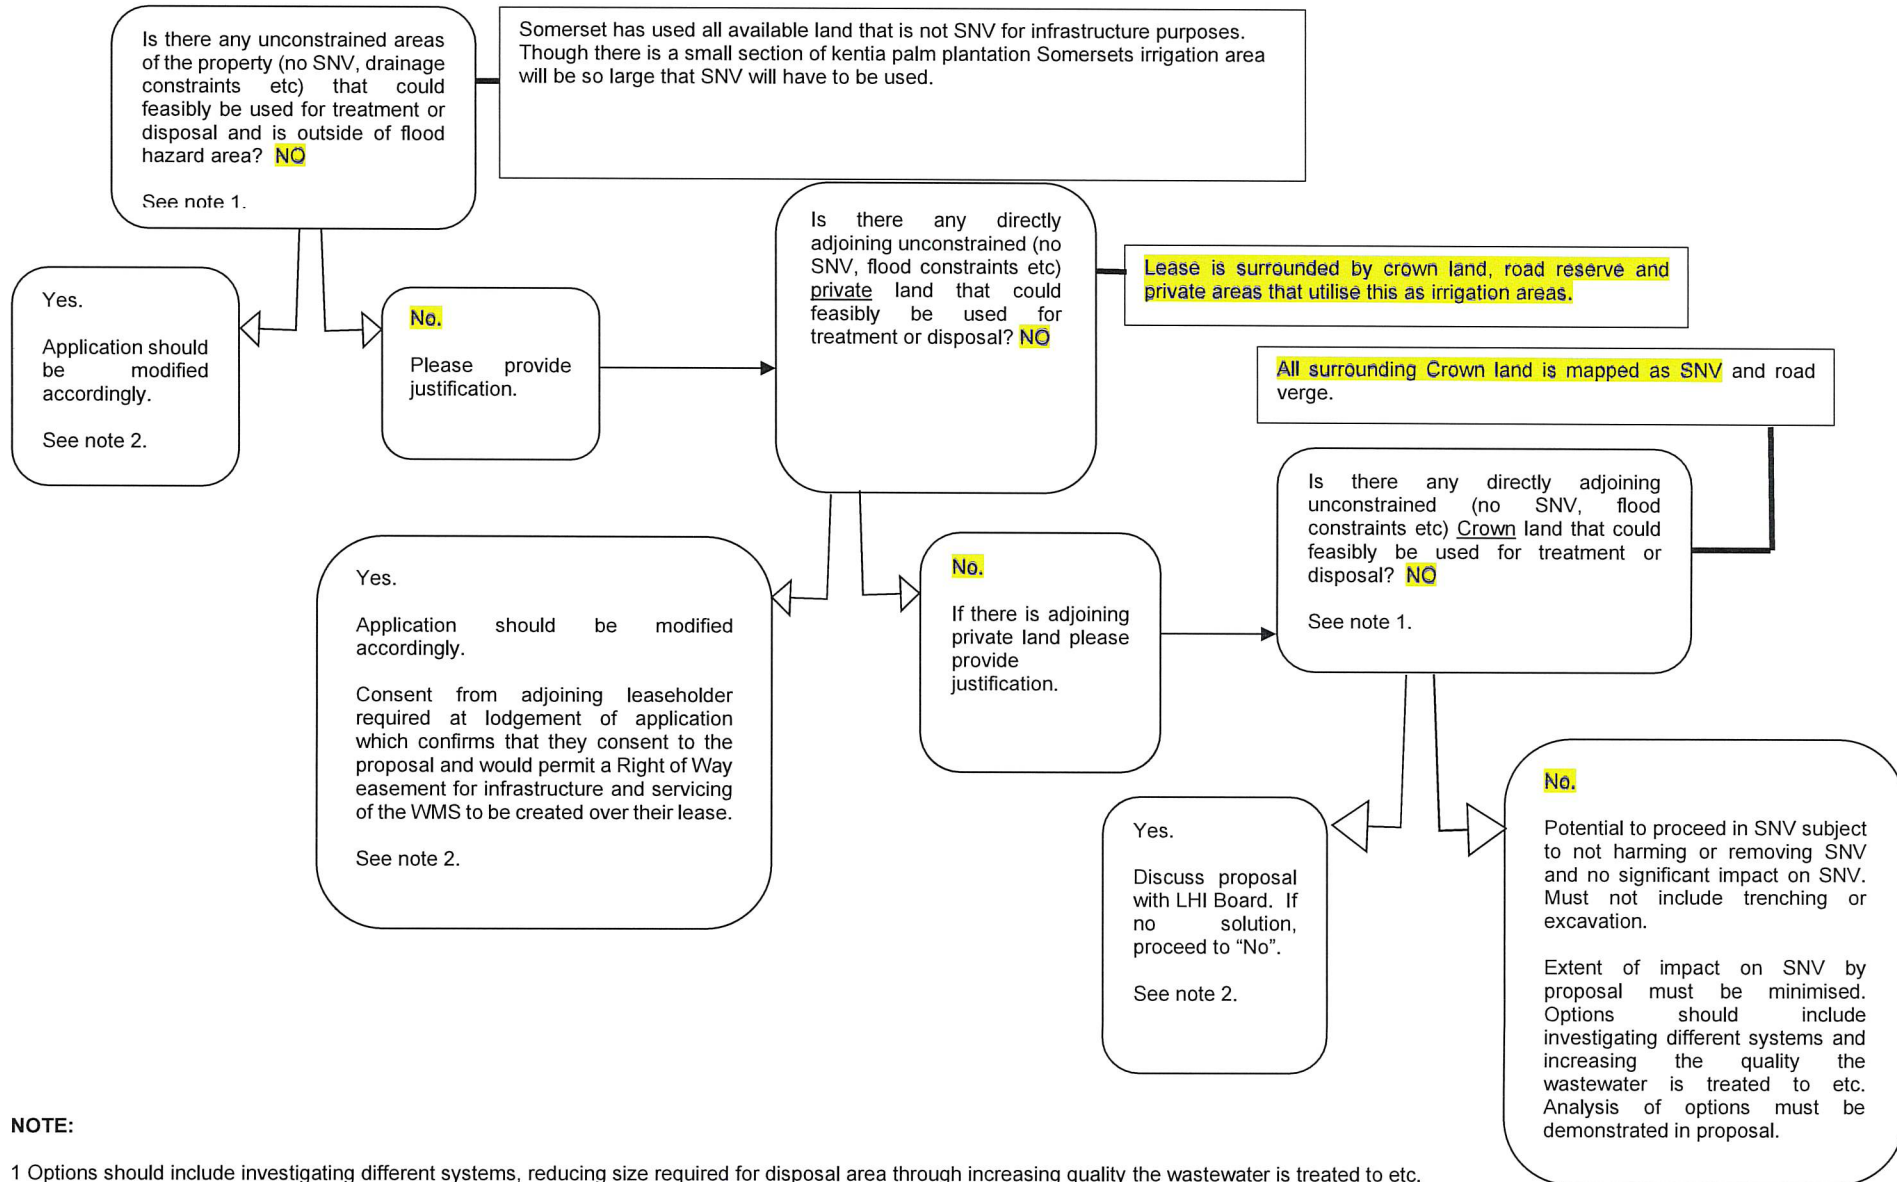 Is there any unconstrained areas
of the property (no SNV, drainage
constraints etc) that could
feasibly be used for treatment or
disposal and is outside of flood
hazard area? NO
See note 1.
Somerset has used all available land that is not SNV for infrastructure purposes.
Though there is a small section of kentia palm plantation Somersets irrigation area
will be so large that SNV will have to be used.
Yes.
Application should
be modified
accordingly.
See note 2.
No.
Please provide
justification.
Is there any directly
adjoining unconstrained (no
SNV, flood constraints etc)
private land that could
feasibly be used for
treatment or disposal? NO
Lease is surrounded by crown land, road reserve and
private areas that utilise this as irrigation areas.
All surrounding Crown land is mapped as SNV and road
verge.
Yes.
Application should be modified
accordingly.
Consent from adjoining leaseholder
required at lodgement of application
which confirms that they consent to the
proposal and would permit a Right of Way
easement for infrastructure and servicing
of the WMS to be created over their lease.
See note 2.
No.
If there is adjoining
private land please
provide
justification.
Is there any directly adjoining
unconstrained (no SNV, flood
constraints etc) Crown land that could
feasibly be used for treatment or
disposal? NO
See note 1.
Yes.
Discuss proposal
with LHI Board. If
no solution,
proceed to “No”.
See note 2.
No.
Potential to proceed in SNV subject
to not harming or removing SNV
and no significant impact on SNV.
Must not include trenching or
excavation.
Extent of impact on SNV by
proposal must be minimised.
Options should include
investigating different systems and
increasing the quality the
wastewater is treated to etc.
Analysis of options must be
demonstrated in proposal.
NOTE:
1 Options should include investigating different systems, reducing size required for disposal area through increasing quality the wastewater is treated to etc.